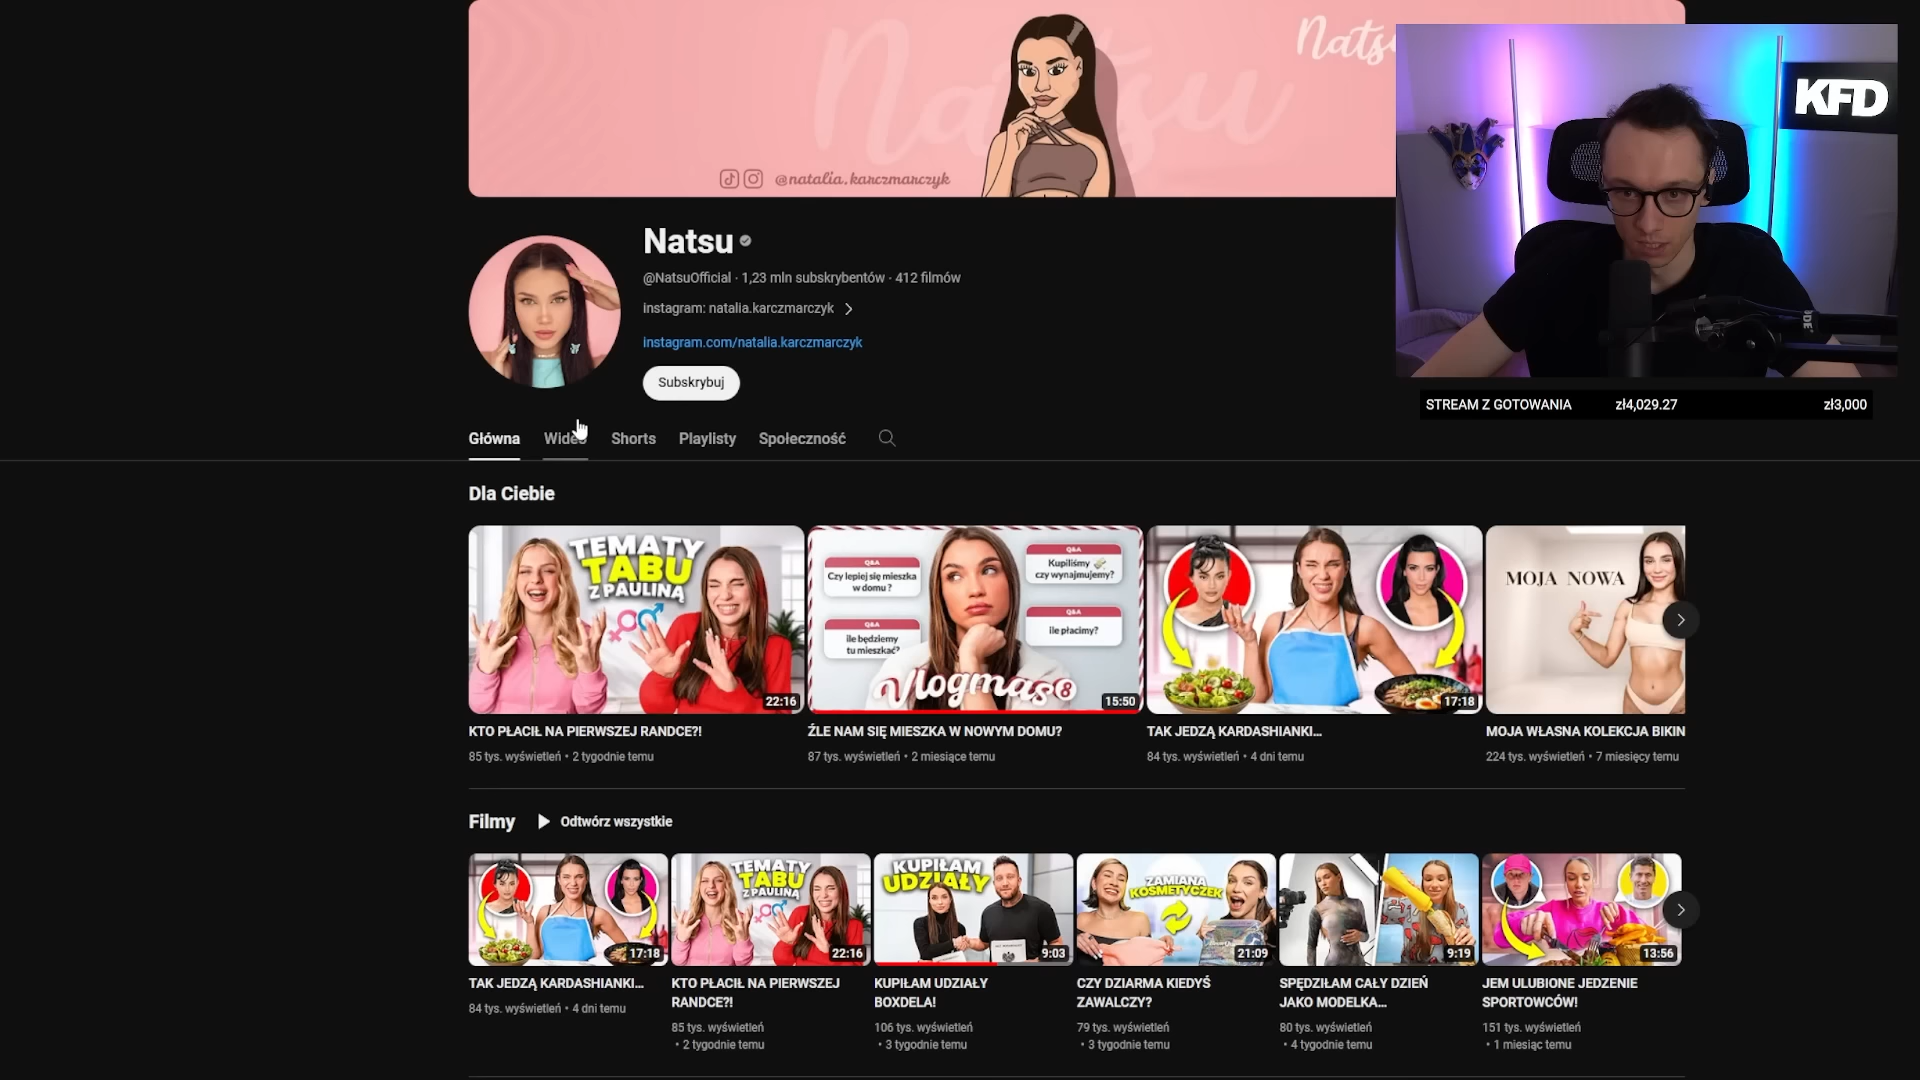 Natsu
@natalia.karczmarczyk
KFD
Natsu
@NatsuOfficial · 1,23 mln subskrybentów · 412 filmów
instagram: natalia.karczmarczyk
instagram.com/natalia.karczmarczyk
Subskrybuj
STREAM Z GOTOWANIA zł4,029.27 zł3,000
Główna Wideo Shorts Playlisty Społeczność
Dla Ciebie
TEMATY
TABU
Z PAULINĄ
22:16
Q&A
Czy lepiej się mieszka
w domu ?
Q&A
Kupiliśmy
czy wynajmujemy?
Q&A
ile będziemy
tu mieszkać?
Q&A
ile płacimy?
Vlogmas 8
15:50
17:18
MOJA NOWA
KTO PŁACIŁ NA PIERWSZEJ RANDCE?!
85 tys. wyświetleń • 2 tygodnie temu
ŹLE NAM SIĘ MIESZKA W NOWYM DOMU?
87 tys. wyświetleń • 2 miesiące temu
TAK JEDZĄ KARDASHIANKI...
84 tys. wyświetleń • 4 dni temu
MOJA WŁASNA KOLEKCJA BIKIN
224 tys. wyświetleń • 7 miesięcy temu
Filmy Odtwórz wszystkie
17:18
TEMATY
TABU
Z PAULINĄ
22:16
KUPIŁAM
UDZIAŁY
9:03
ZAMIANA
KOSMETYCZEK
21:09
9:19
13:56
TAK JEDZĄ KARDASHIANKI...
84 tys. wyświetleń • 4 dni temu
KTO PŁACIŁ NA PIERWSZEJ
RANDCE?!
85 tys. wyświetleń
• 2 tygodnie temu
KUPIŁAM UDZIAŁY
BOXDELA!
106 tys. wyświetleń
• 3 tygodnie temu
CZY DZIARMA KIEDYŚ
ZAWALCZY?
79 tys. wyświetleń
• 3 tygodnie temu
SPĘDZIŁAM CAŁY DZIEŃ
JAKO MODELKA...
80 tys. wyświetleń
• 4 tygodnie temu
JEM ULUBIONE JEDZENIE
SPORTOWCÓW!
151 tys. wyświetleń
• 1 miesiąc temu